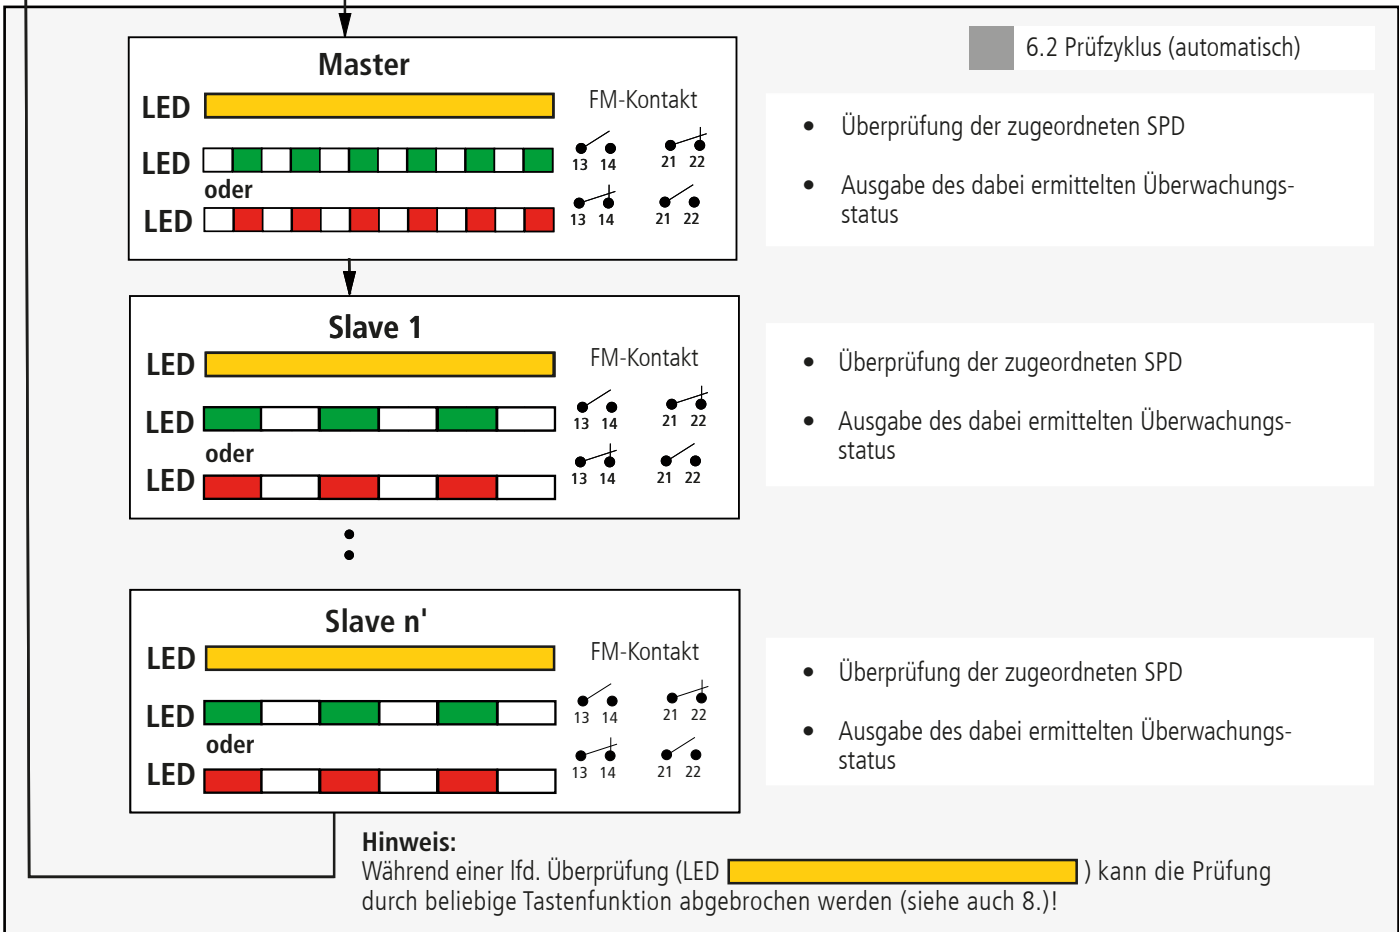 6.2 Prüfzyklus (automatisch)
Master
LED
FM-Kontakt
LED
13 14 21 22
oder
LED
13 14 21 22
• Überprüfung der zugeordneten SPD
• Ausgabe des dabei ermittelten Überwachungs-
status
Slave 1
LED
FM-Kontakt
LED
13 14 21 22
oder
LED
13 14 21 22
• Überprüfung der zugeordneten SPD
• Ausgabe des dabei ermittelten Überwachungs-
status
Slave n'
LED
FM-Kontakt
LED
13 14 21 22
oder
LED
13 14 21 22
• Überprüfung der zugeordneten SPD
• Ausgabe des dabei ermittelten Überwachungs-
status
Hinweis:
Während einer lfd. Überprüfung (LED ) kann die Prüfung
durch beliebige Tastenfunktion abgebrochen werden (siehe auch 8.)!